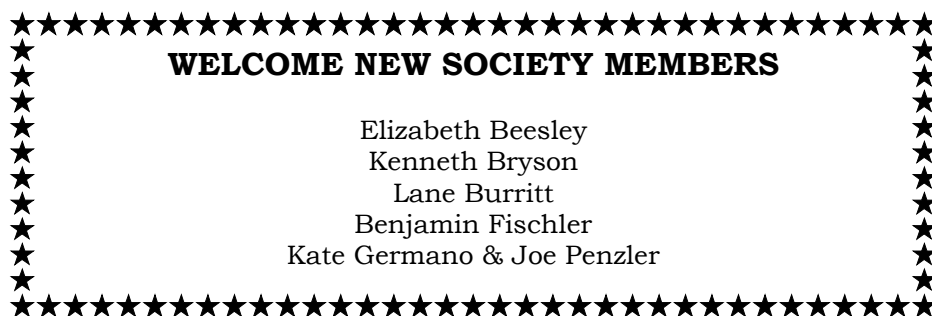 WELCOME NEW SOCIETY MEMBERS
Elizabeth Beesley
Kenneth Bryson
Lane Burritt
Benjamin Fischler
Kate Germano & Joe Penzler